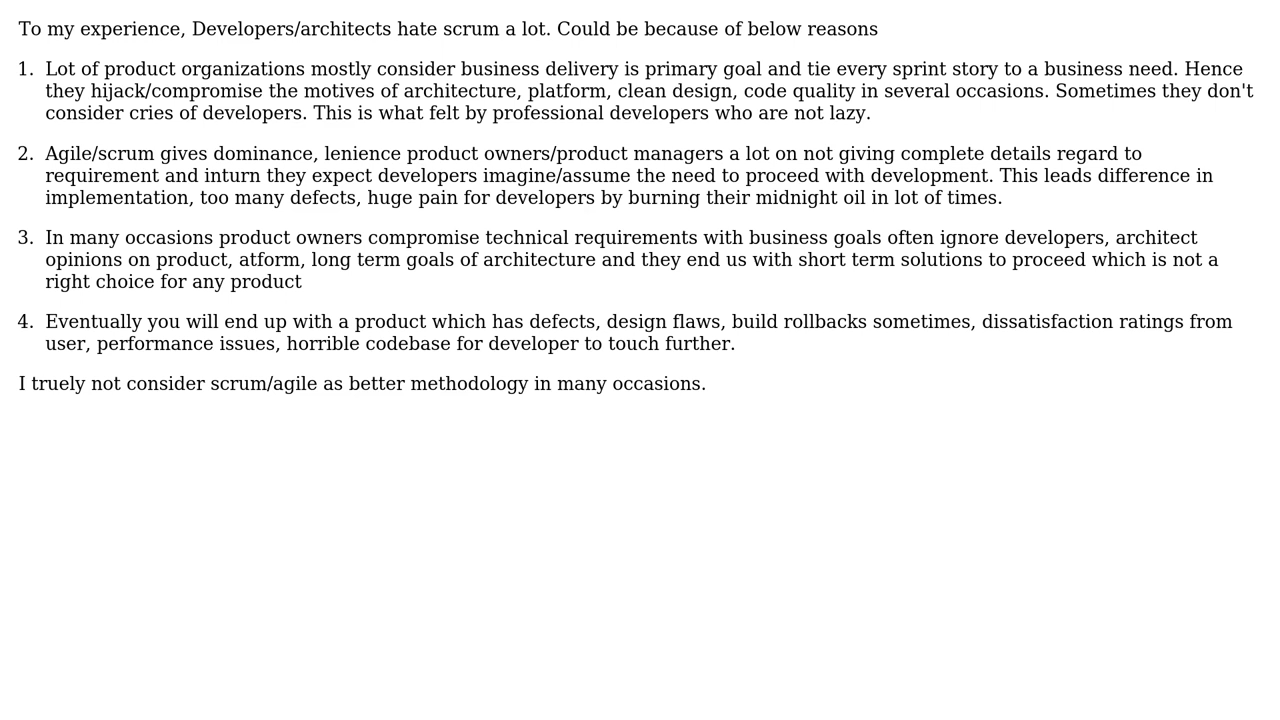 To my experience, Developers/architects hate scrum a lot. Could be because of below reasons
1. Lot of product organizations mostly consider business delivery is primary goal and tie every sprint story to a business need. Hence
they hijack/compromise the motives of architecture, platform, clean design, code quality in several occasions. Sometimes they don't
consider cries of developers. This is what felt by professional developers who are not lazy.
2. Agile/scrum gives dominance, lenience product owners/product managers a lot on not giving complete details regard to
requirement and inturn they expect developers imagine/assume the need to proceed with development. This leads difference in
implementation, too many defects, huge pain for developers by burning their midnight oil in lot of times.
3. In many occasions product owners compromise technical requirements with business goals often ignore developers, architect
opinions on product, atform, long term goals of architecture and they end us with short term solutions to proceed which is not a
right choice for any product
4. Eventually you will end up with a product which has defects, design flaws, build rollbacks sometimes, dissatisfaction ratings from
user, performance issues, horrible codebase for developer to touch further.
I truely not consider scrum/agile as better methodology in many occasions.